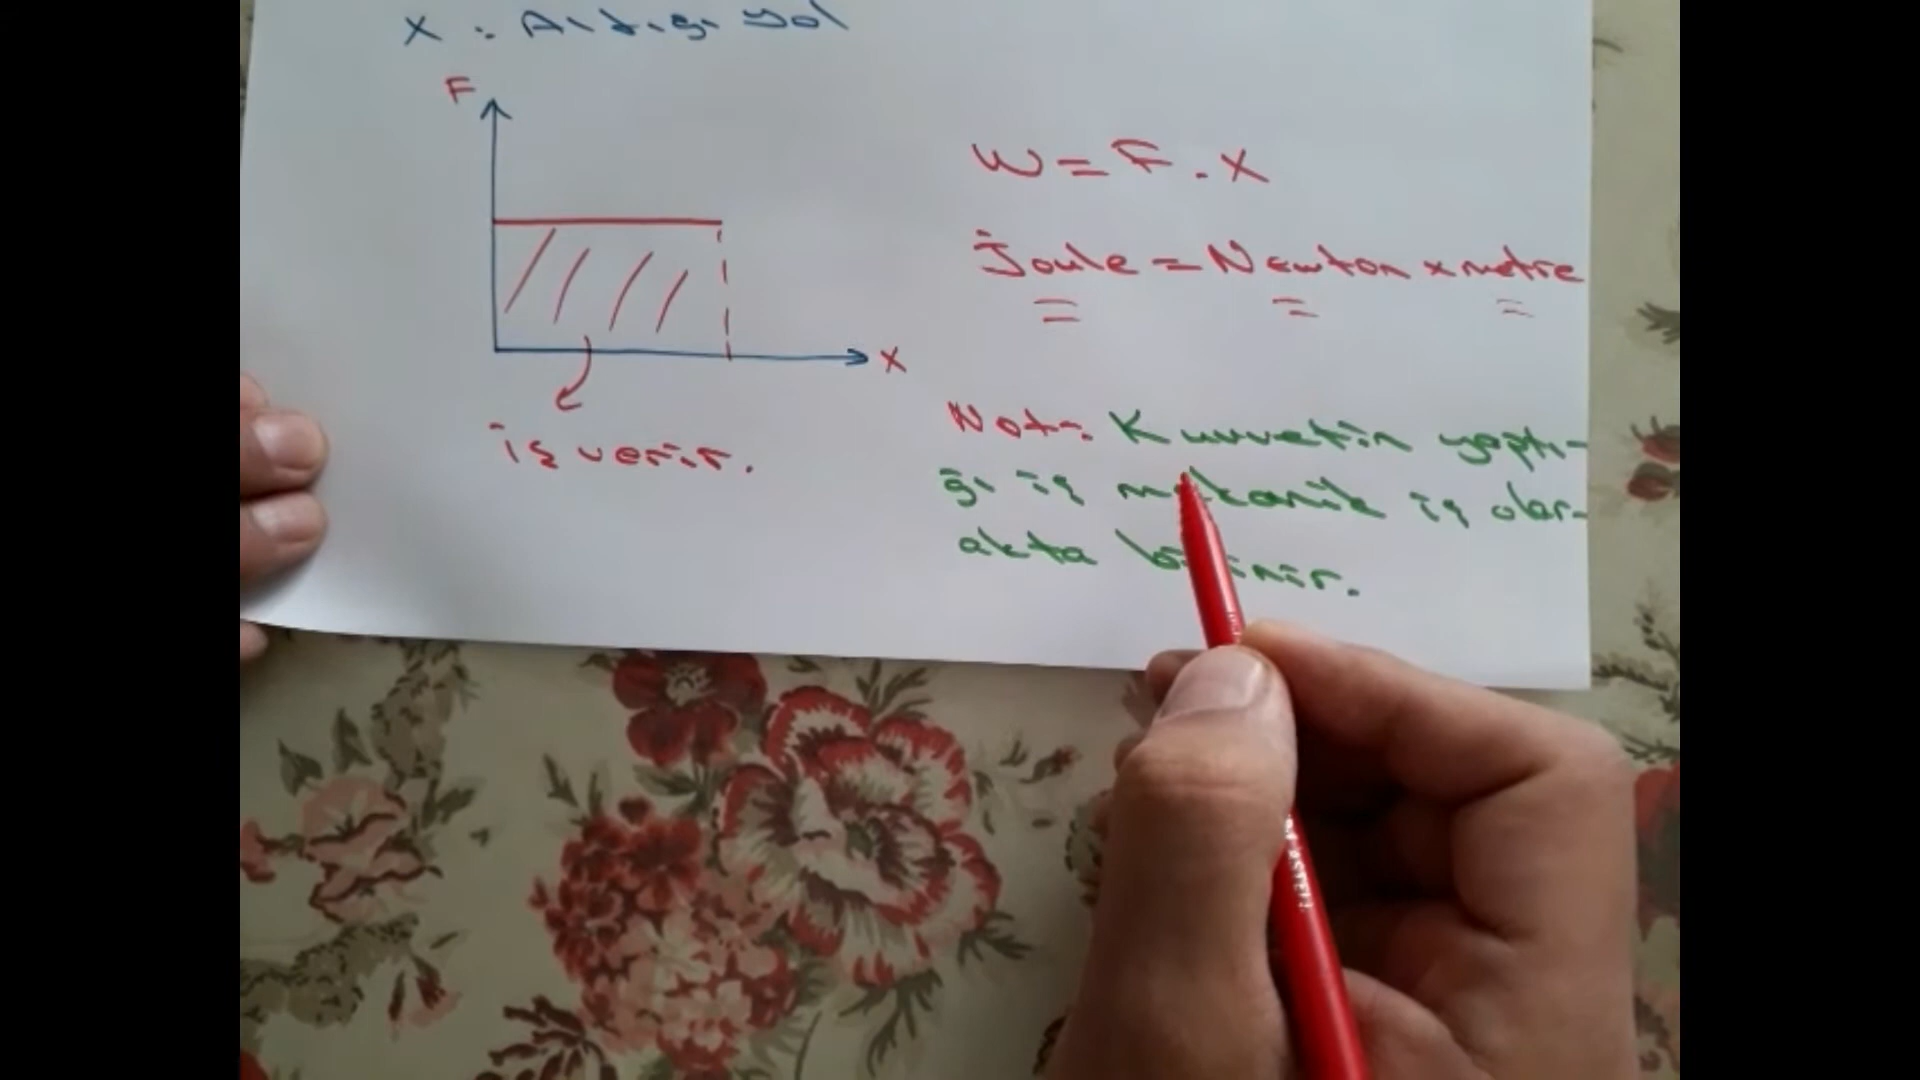 x : Aldığı yol
F
x
iş verir.
W = F . x
Joule = Newton x metre
Not: Kuvvetin yaptı-
ğı iş mekanik iş olar-
akta bilinir.